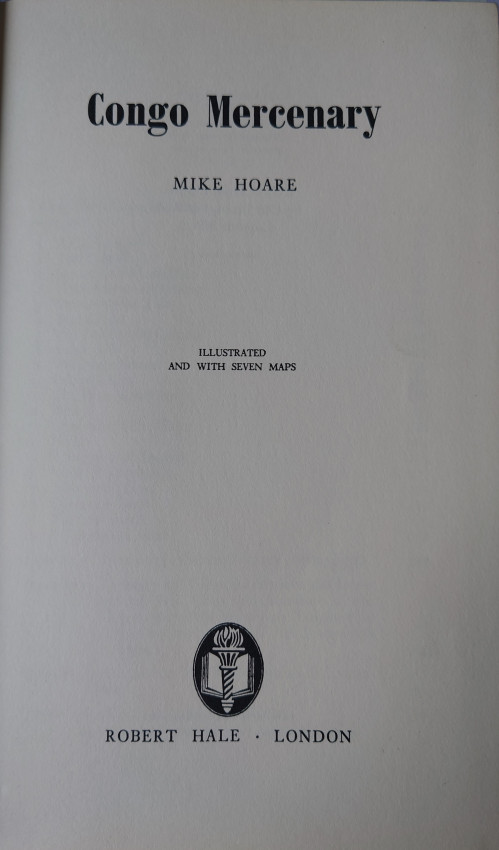 Congo Mercenary
MIKE HOARE
ILLUSTRATED
AND WITH SEVEN MAPS
ROBERT HALE · LONDON